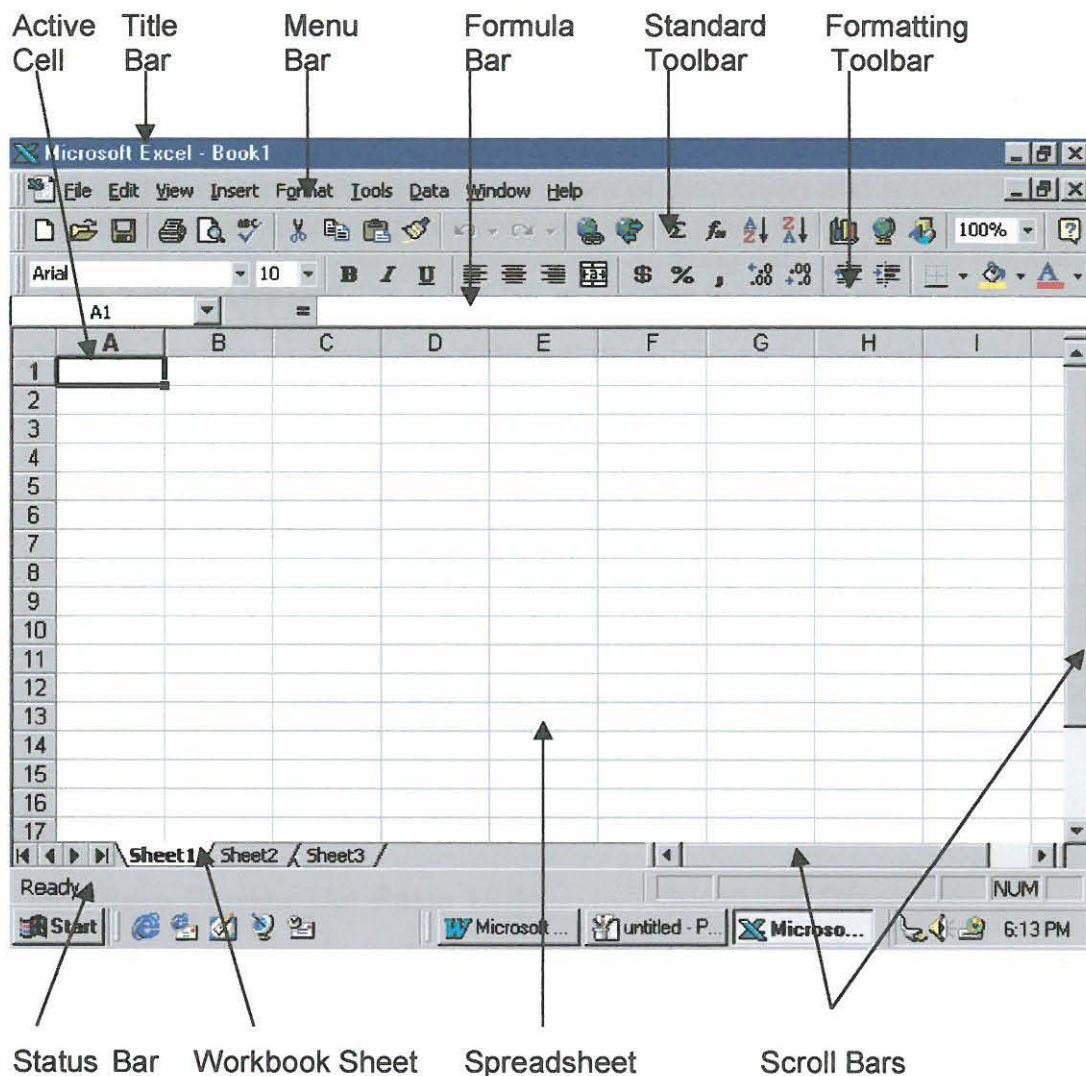 Active Title Menu Formula Standard Formatting
Cell Bar Bar Bar Toolbar Toolbar
Microsoft Excel - Book1
File Edit View Insert Format Tools Data Window Help
100%
Arial 10 B I U $ % ,
A1 =
A B C D E F G H I
1
2
3
4
5
6
7
8
9
10
11
12
13
14
15
16
17
Sheet1 Sheet2 Sheet3
Ready NUM
Start Microsoft ... untitled - P... Microso... 6:13 PM
Status Bar Workbook Sheet Spreadsheet Scroll Bars